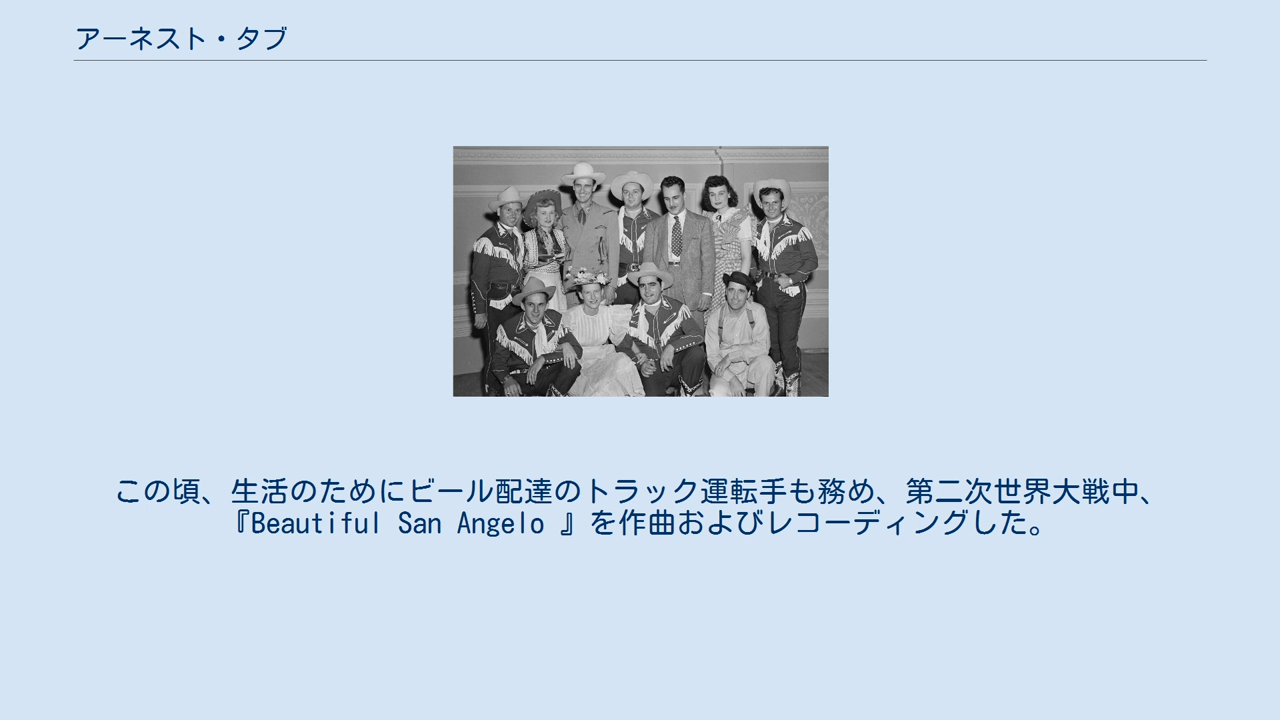 アーネスト・タブ
この頃、生活のためにビール配達のトラック運転手も務め、第二次世界大戦中、
『Beautiful San Angelo 』を作曲およびレコーディングした。